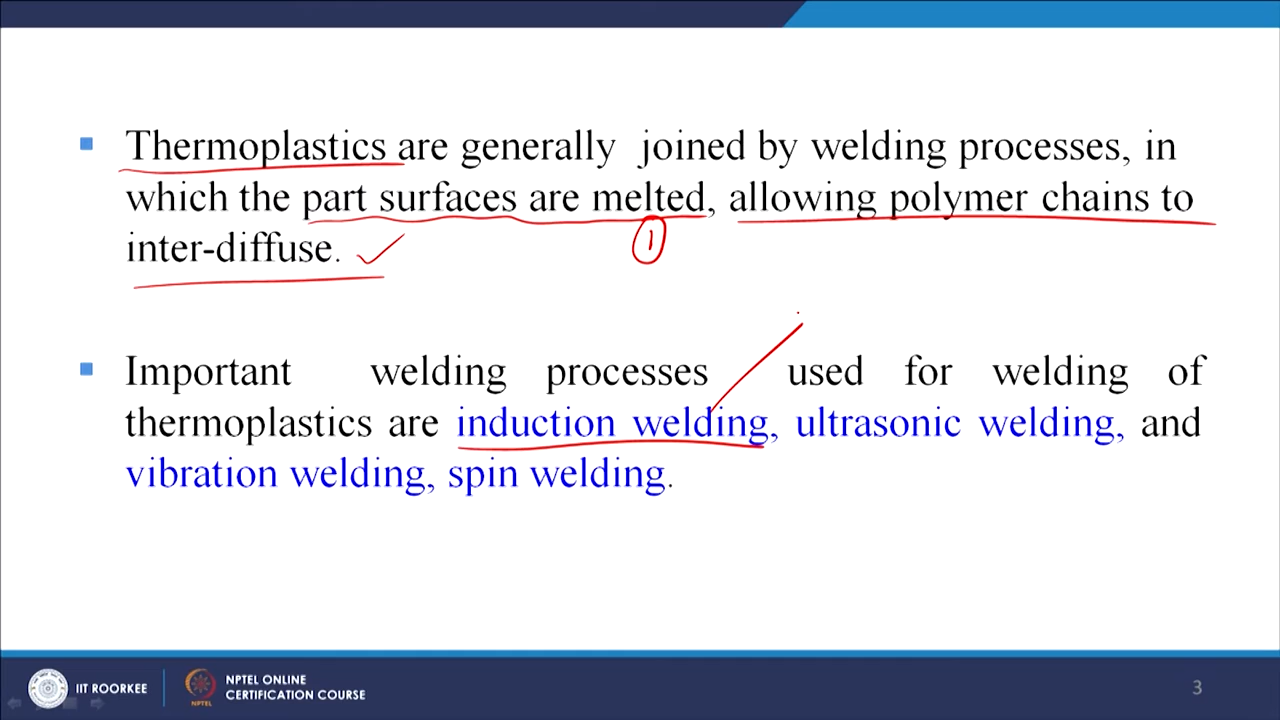 Thermoplastics are generally joined by welding processes, in
which the part surfaces are melted, allowing polymer chains to
inter-diffuse.
1
Important welding processes used for welding of
thermoplastics are induction welding, ultrasonic welding, and
vibration welding, spin welding.
IIT ROORKEE
NPTEL
NPTEL ONLINE
CERTIFICATION COURSE
3